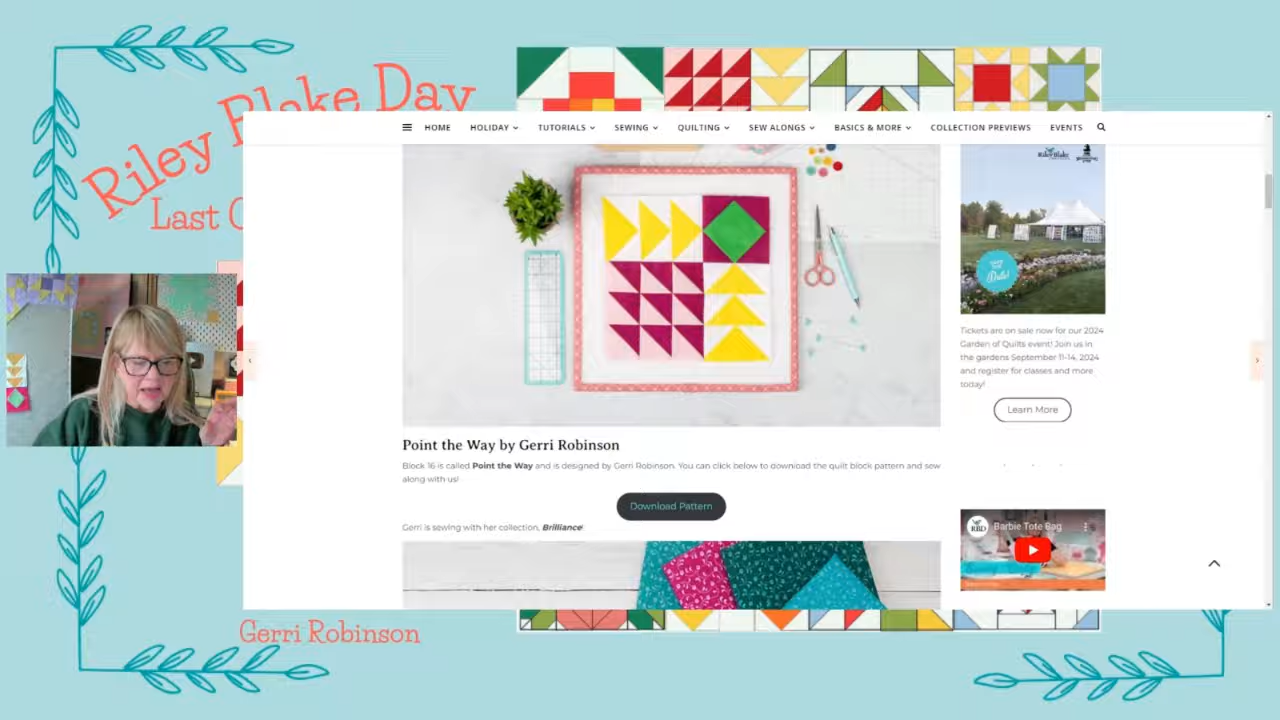 Riley Blake Day
Last C
HOME
HOLIDAY
TUTORIALS
SEWING
QUILTING
SEW ALONGS
BASICS & MORE
COLLECTION PREVIEWS
EVENTS
Riley Blake
Date!
Point the Way by Gerri Robinson
Block 16 is called Point the Way and is designed by Gerri Robinson. You can click below to download the quilt block pattern and sew
along with us!
Download Pattern
Gerri is sewing with her collection, Brilliance!
Tickets are on sale now for our 2024
Garden of Quilts event! Join us in
the gardens September 11-14, 2024
and register for classes and more
today!
Learn More
RBD
Barbie Tote Bag
Gerri Robinson